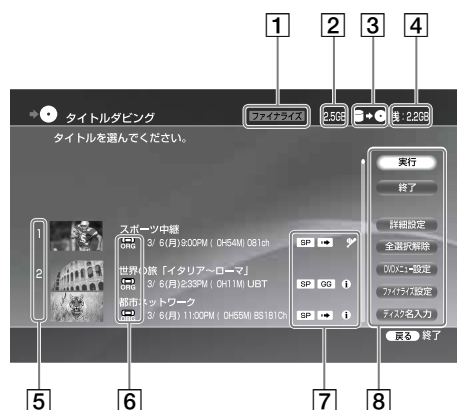 1 2 3 4
タイトルダビング ファイナライズ 2.5GB 残:2.2GB
タイトルを選んでください。
実行
終了
詳細設定
全選択解除
DVDメニュー設定
ファイナライズ設定
ディスク名入力
戻る 終了
1 スポーツ中継
ORG 3/ 6(月)9:00PM ( 0H54M) 081ch SP
2 世界の旅「イタリア～ローマ」
ORG 3/ 6(月)2:33PM ( 0H11M) UBT SP GG
都市ネットワーク
ORG 3/ 6(月) 11:00PM ( 0H55M) BS181Ch SP
5 6 7 8